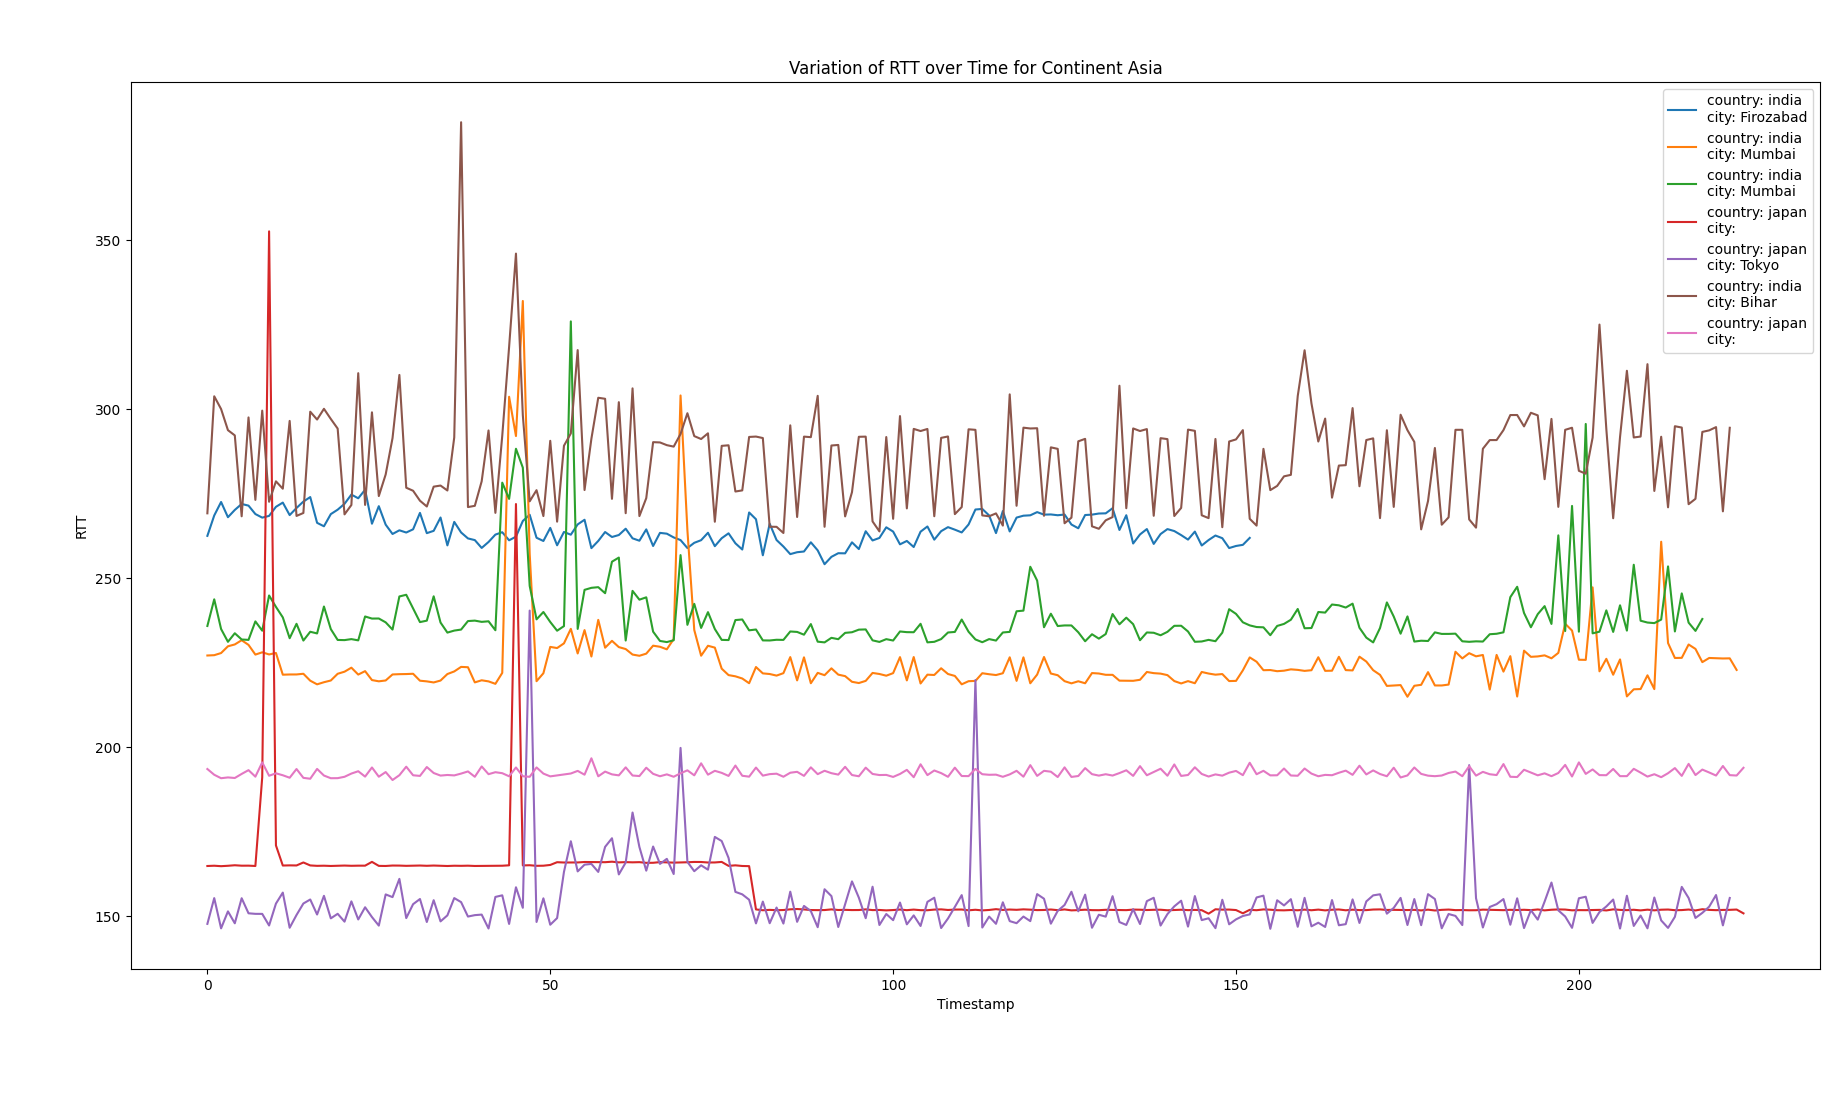 Variation of RTT over Time for Continent Asia
country: india
city: Firozabad
country: india
city: Mumbai
country: india
city: Mumbai
country: japan
city:
country: japan
city: Tokyo
country: india
city: Bihar
country: japan
city:
RTT
350
300
250
200
150
0 50 100 150 200
Timestamp